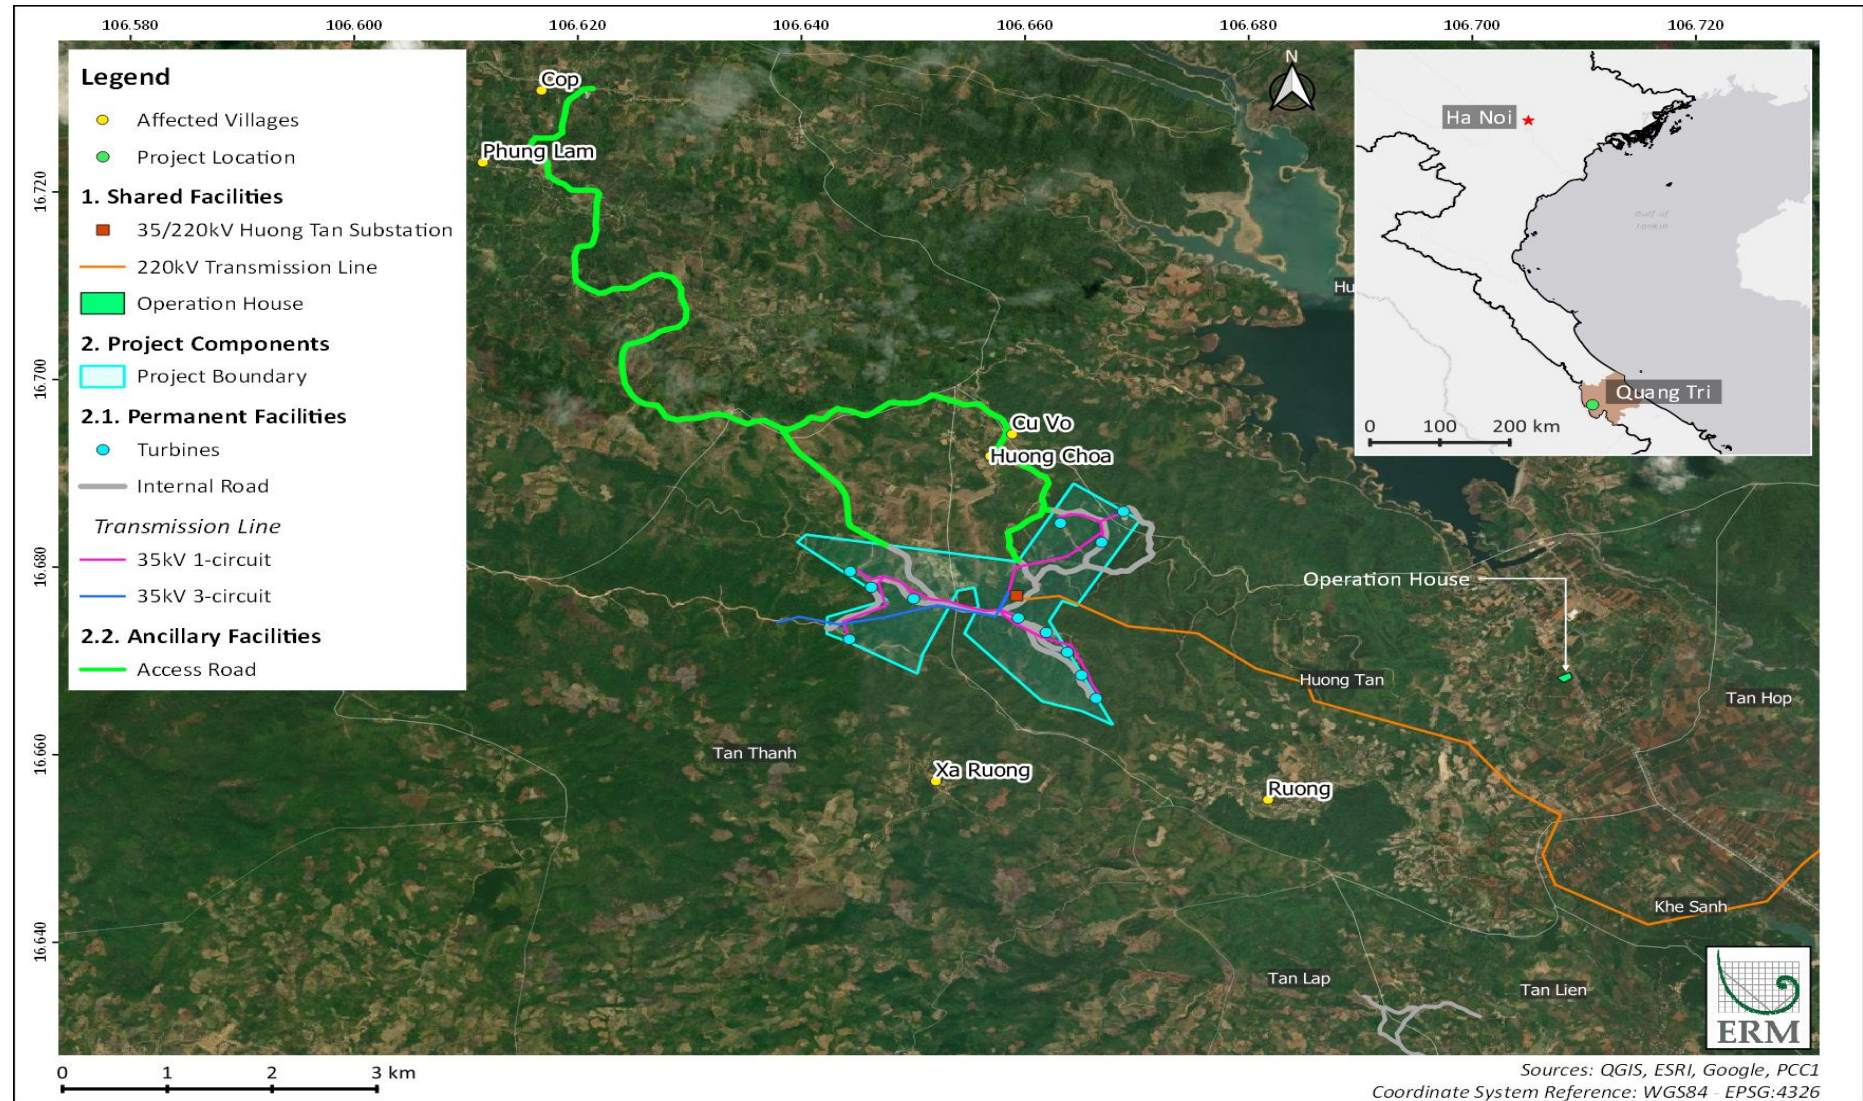 106.580 106.600 106.620 106.640 106.660 106.680 106.700 106.720
16.720
16.700
16.680
16.660
16.640
Legend
Affected Villages
Project Location
1. Shared Facilities
35/220kV Huong Tan Substation
220kV Transmission Line
Operation House
2. Project Components
Project Boundary
2.1. Permanent Facilities
Turbines
Internal Road
Transmission Line
35kV 1-circuit
35kV 3-circuit
2.2. Ancillary Facilities
Access Road
Cop
Phung Lam
N
Hu
Cu Vo
Huong Choa
Operation House
Huong Tan
Tan Hop
Tan Thanh
Xa Ruong
Ruong
Khe Sanh
Tan Lap
Tan Lien
Ha Noi
Gulf of
Tonkin
Quang Tri
0 100 200 km
ERM
0 1 2 3 km
Sources: QGIS, ESRI, Google, PCC1
Coordinate System Reference: WGS84 - EPSG:4326